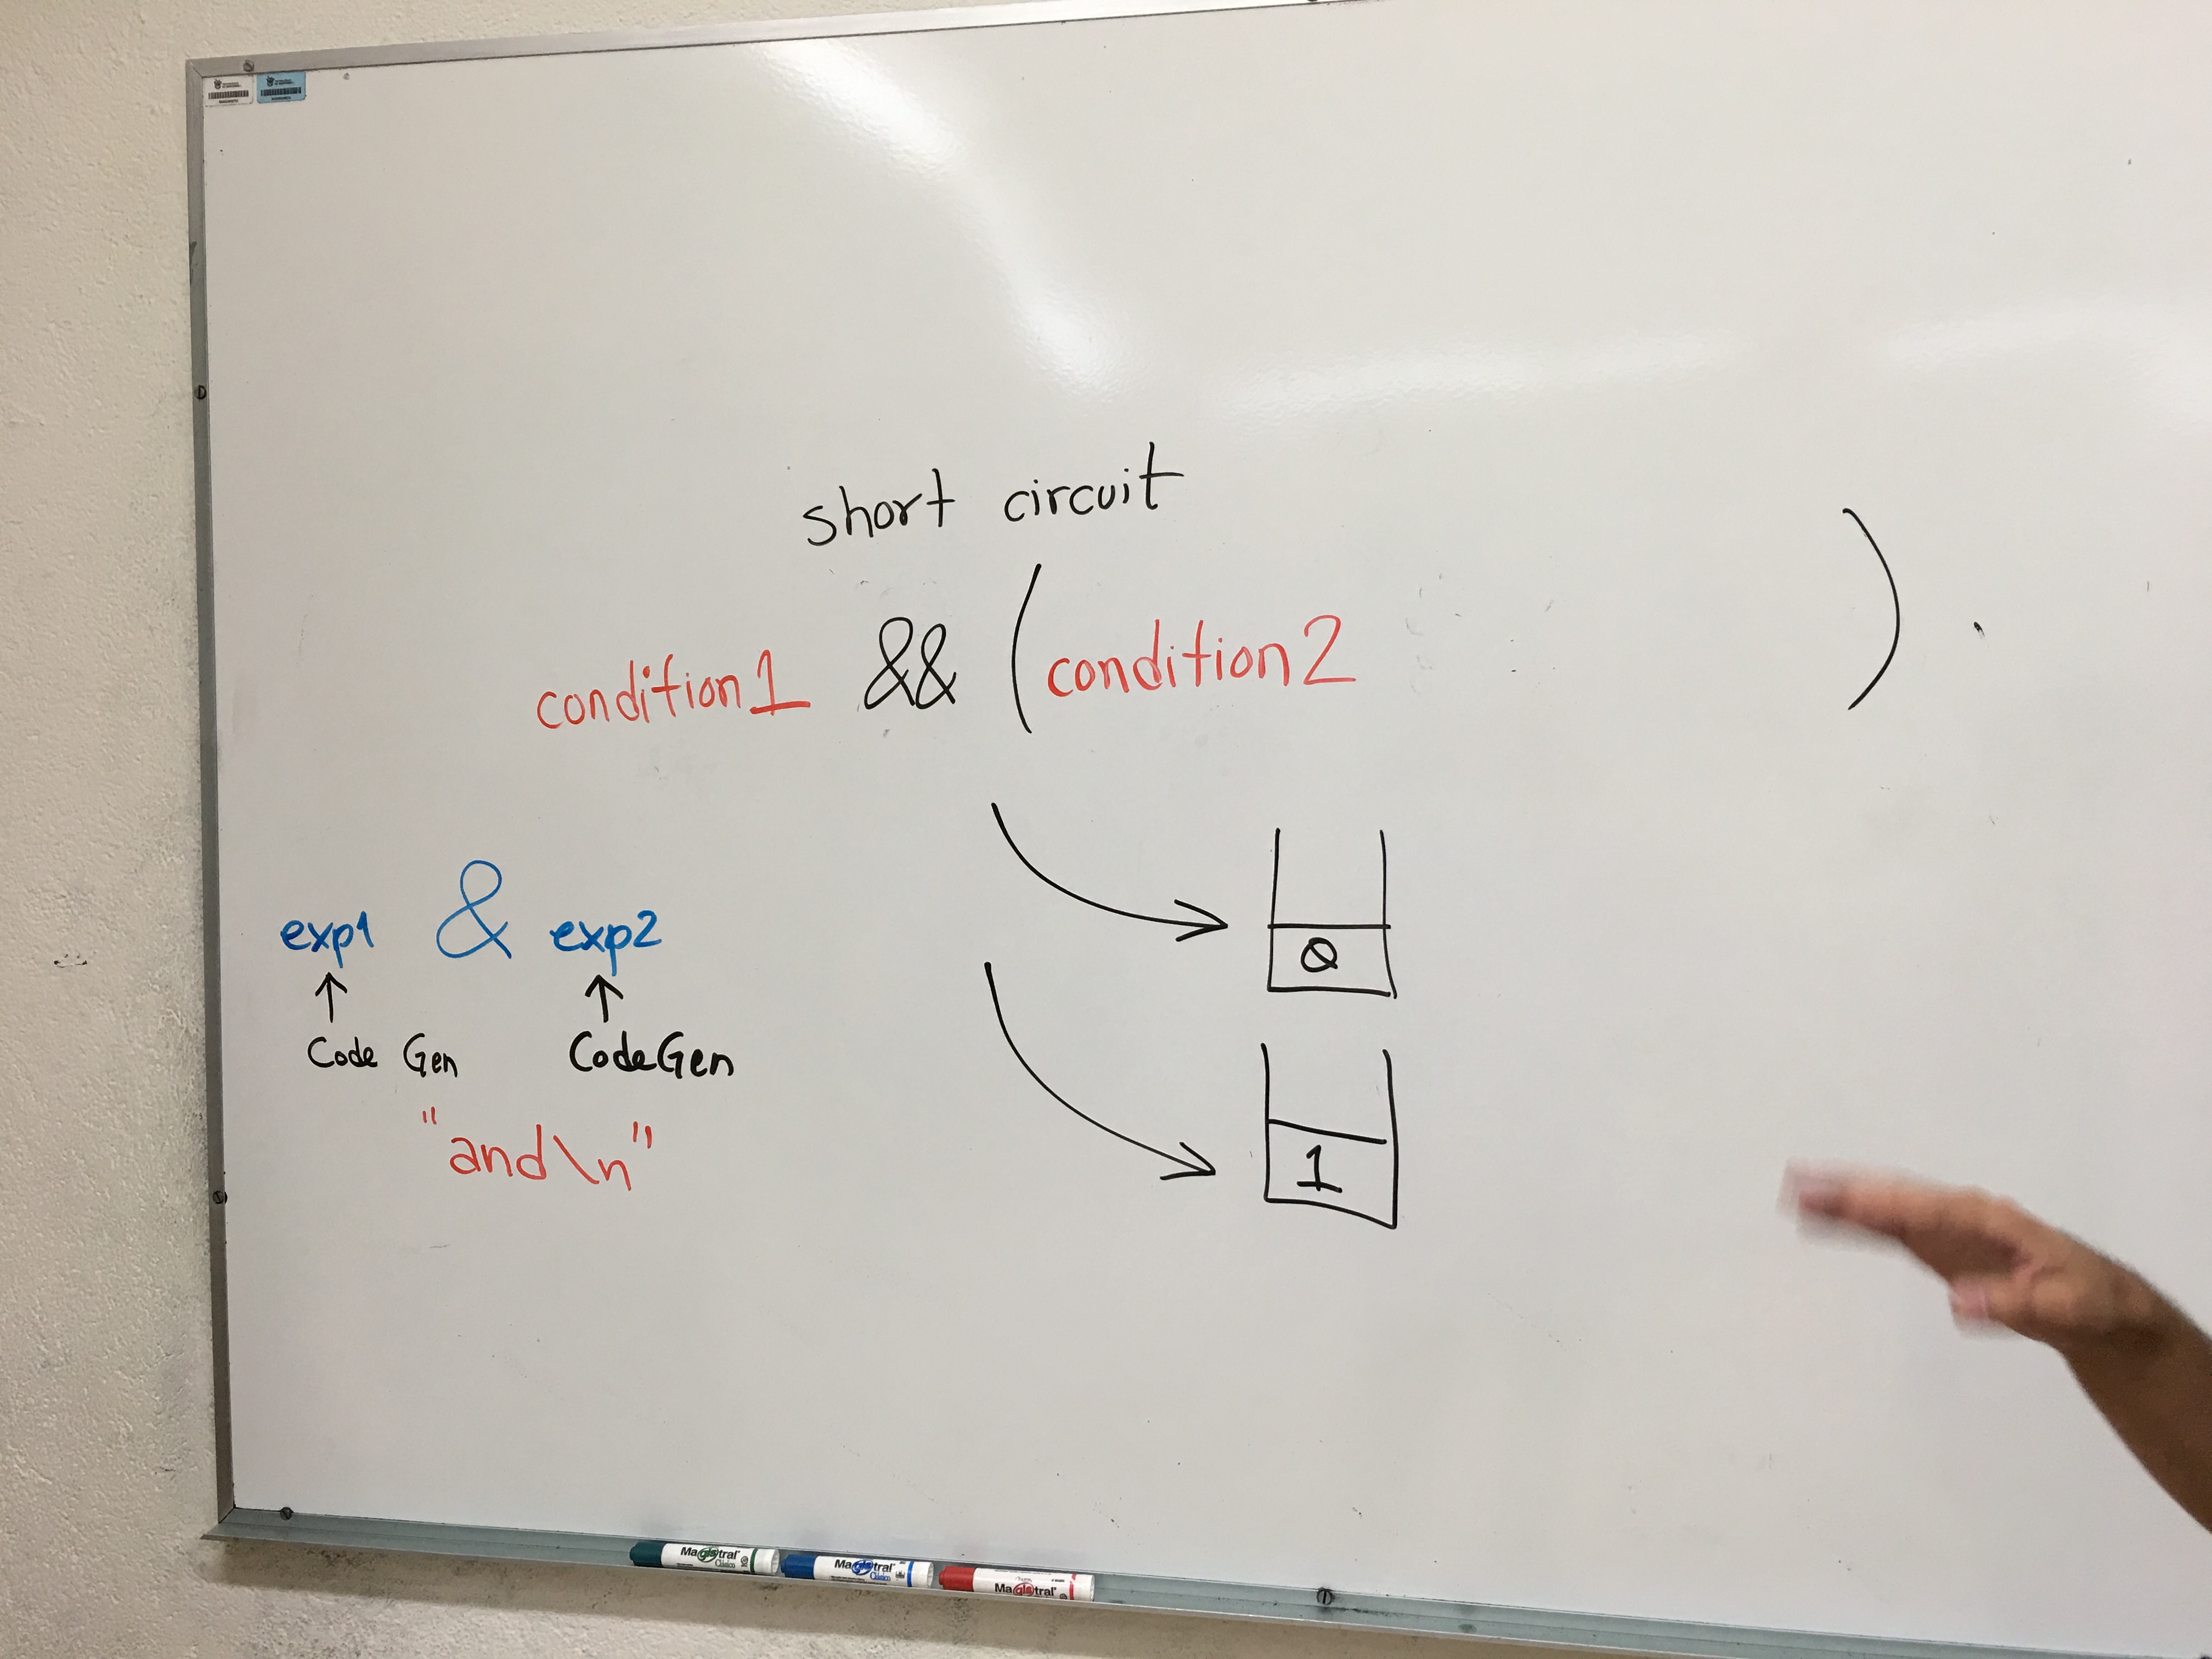 short circuit
condition1 && (condition2 )
exp1 & exp2
Code Gen CodeGen
"and\n"
0
1
Magistral Clásico
Magistral Clásico
Magistral